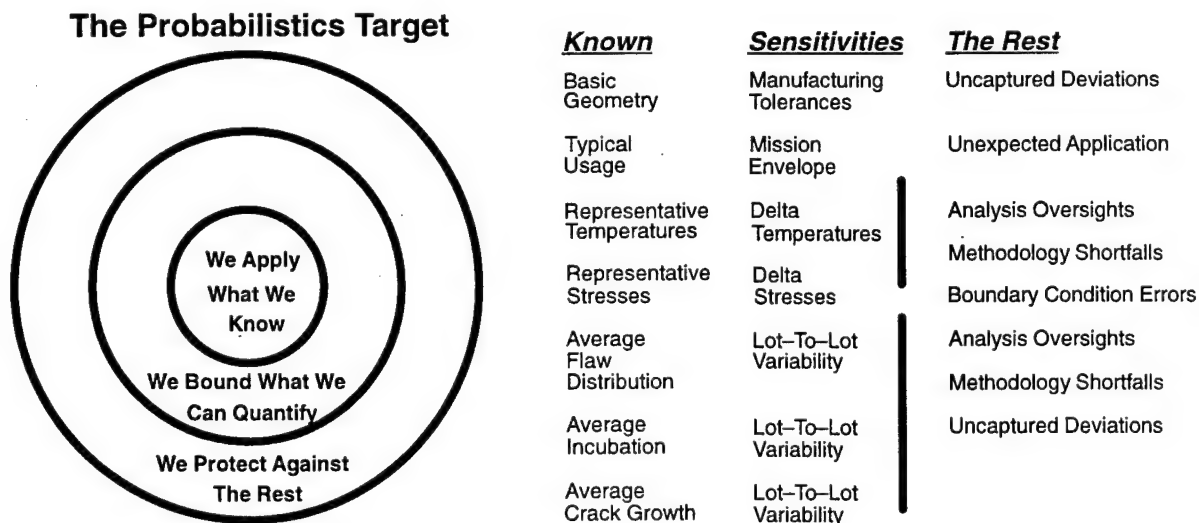 The Probabilistics Target
We Apply
What We
Know
We Bound What We
Can Quantify
We Protect Against
The Rest
Known
Basic
Geometry
Typical
Usage
Representative
Temperatures
Representative
Stresses
Average
Flaw
Distribution
Average
Incubation
Average
Crack Growth
Sensitivities
Manufacturing
Tolerances
Mission
Envelope
Delta
Temperatures
Delta
Stresses
Lot–To–Lot
Variability
Lot–To–Lot
Variability
Lot–To–Lot
Variability
The Rest
Uncaptured Deviations
Unexpected Application
Analysis Oversights
Methodology Shortfalls
Boundary Condition Errors
Analysis Oversights
Methodology Shortfalls
Uncaptured Deviations